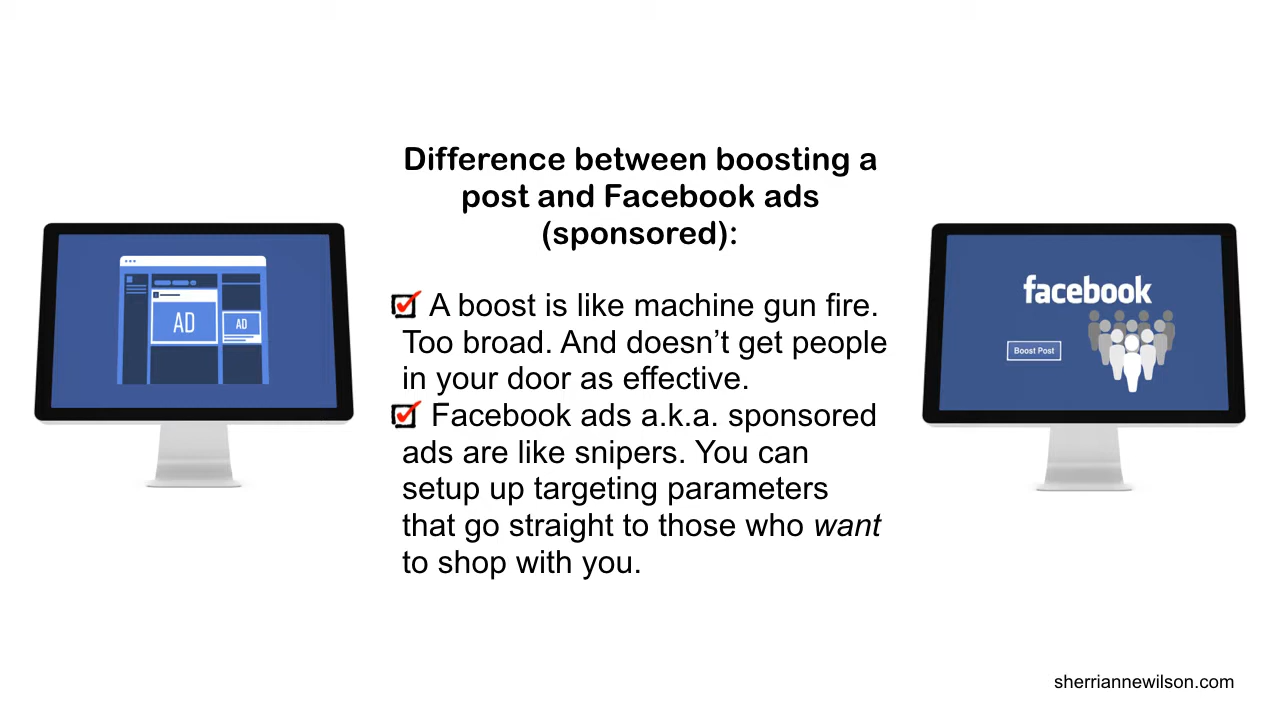 Difference between boosting a
post and Facebook ads
(sponsored):
A boost is like machine gun fire.
Too broad. And doesn’t get people
in your door as effective.
Facebook ads a.k.a. sponsored
ads are like snipers. You can
setup up targeting parameters
that go straight to those who want
to shop with you.
AD
AD
facebook
Boost Post
sherriannewilson.com